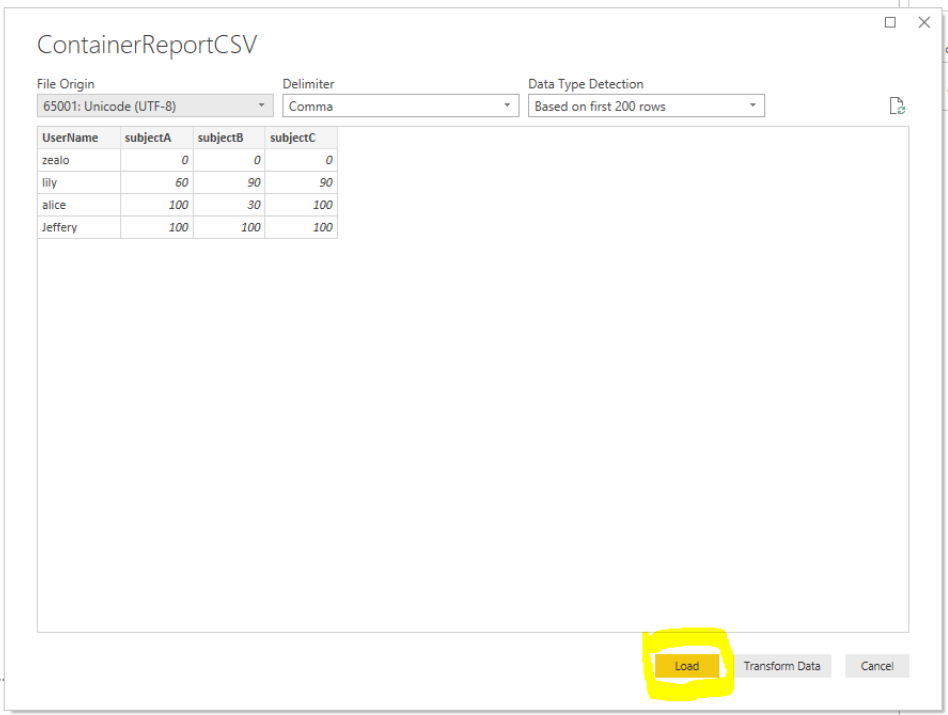 ContainerReportCSV
File Origin Delimiter Data Type Detection
65001: Unicode (UTF-8) Comma Based on first 200 rows
UserName subjectA subjectB subjectC
zealo 0 0 0
lily 60 90 90
alice 100 30 100
Jeffery 100 100 100
Load Transform Data Cancel